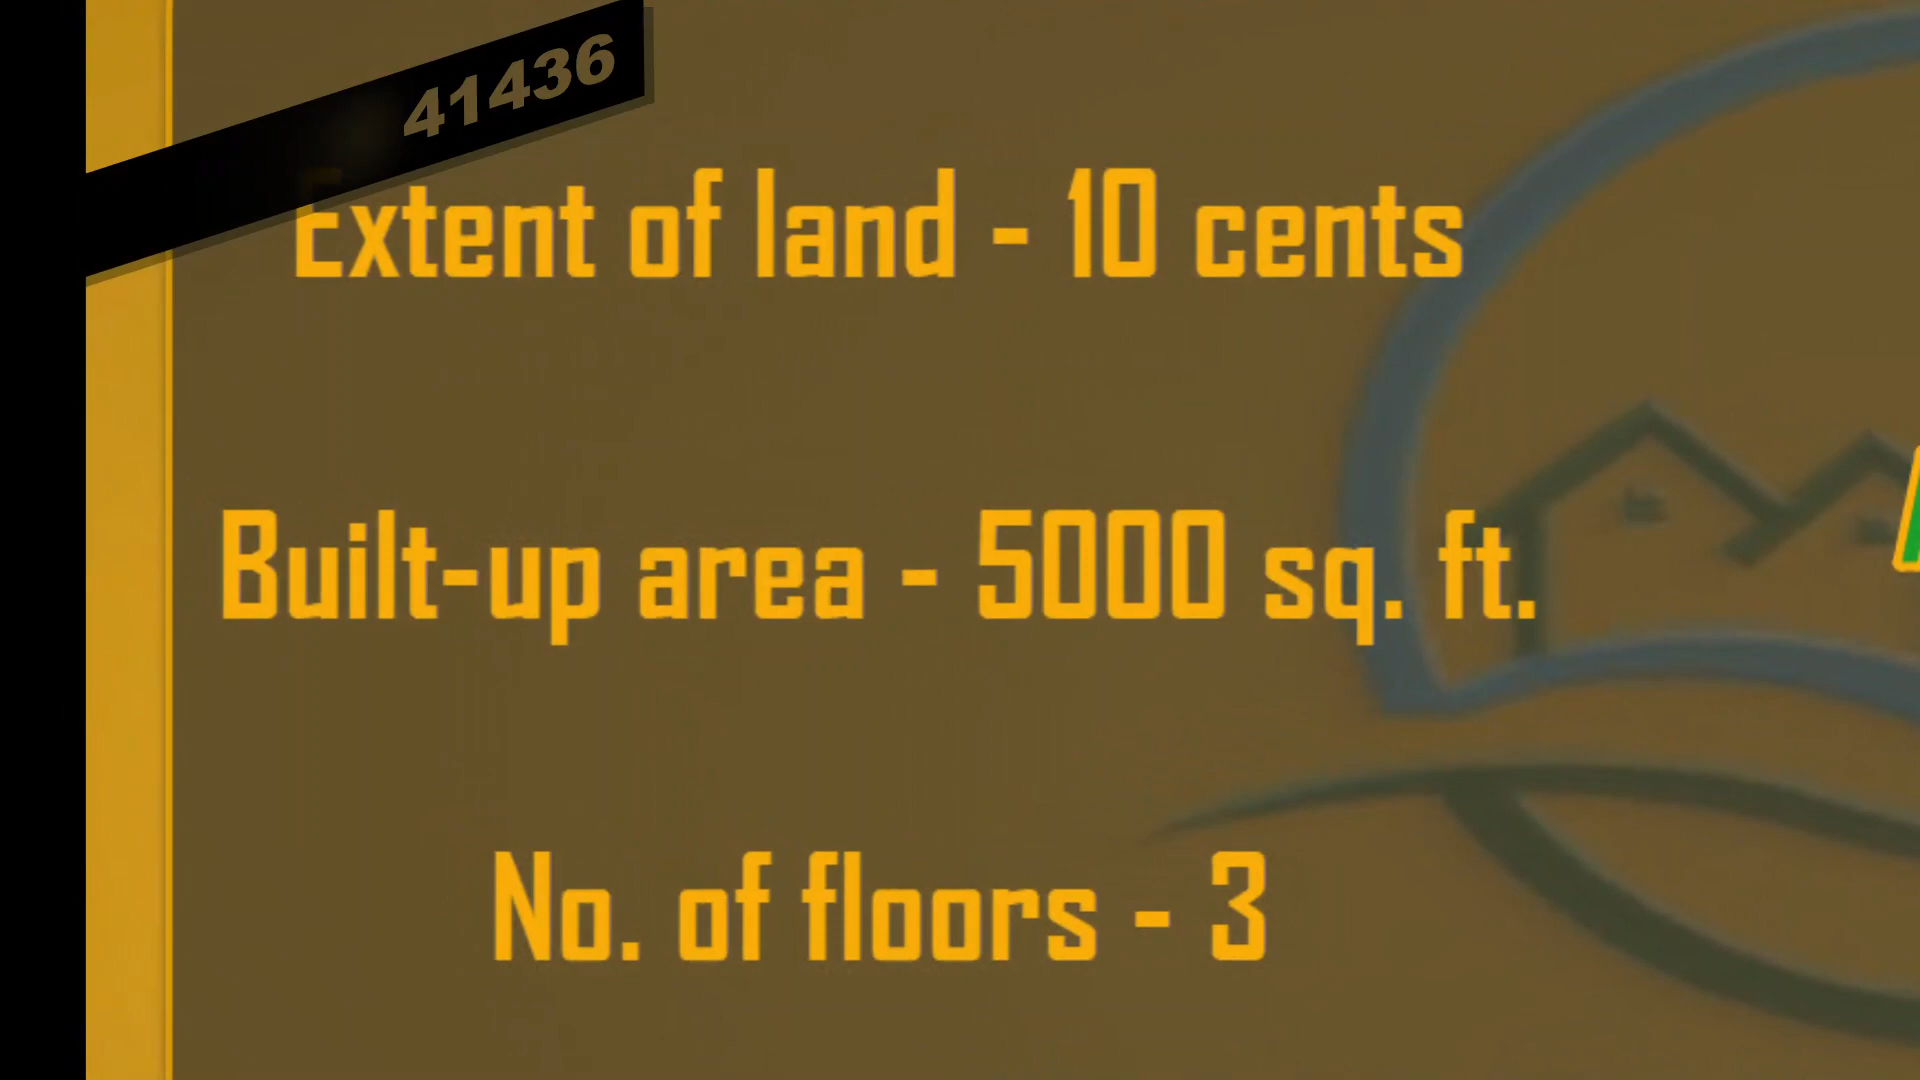 41436
Extent of land - 10 cents
Built-up area - 5000 sq. ft.
No. of floors - 3